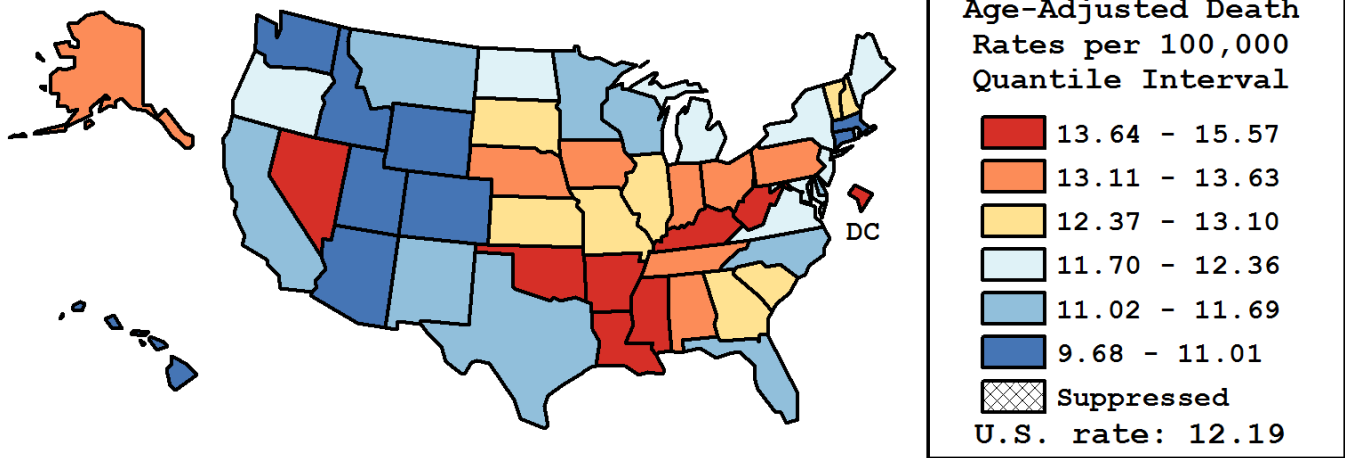 Age-Adjusted Death
Rates per 100,000
Quantile Interval
13.64 - 15.57
13.11 - 13.63
12.37 - 13.10
11.70 - 12.36
11.02 - 11.69
9.68 - 11.01
Suppressed
U.S. rate: 12.19
DC